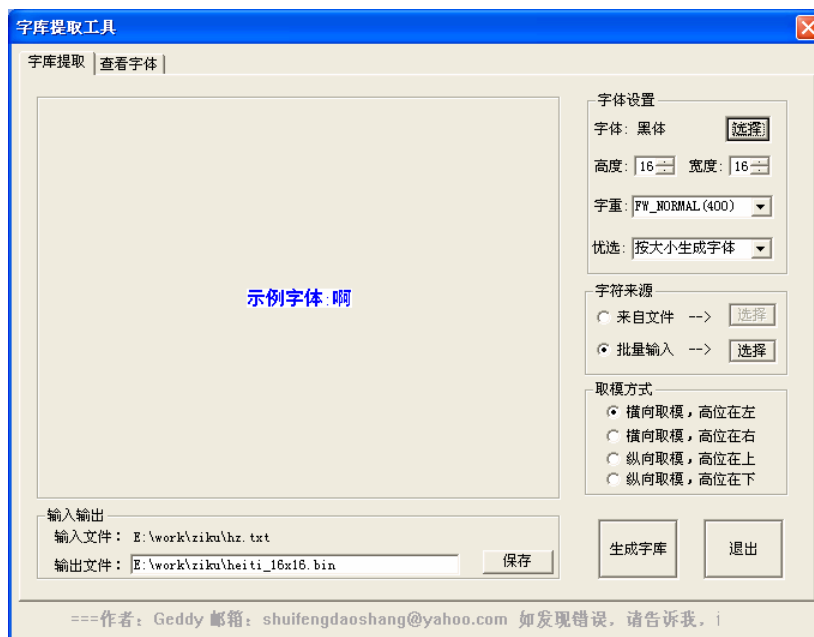 字库提取工具
字库提取 查看字体
示例字体:啊
字体设置
字体: 黑体 选择
高度: 16 宽度: 16
字重: FW_NORMAL(400)
优选: 按大小生成字体
字符来源
来自文件 --> 选择
批量输入 --> 选择
取模方式
横向取模，高位在左
横向取模，高位在右
纵向取模，高位在上
纵向取模，高位在下
输入输出
输入文件： E:\work\ziku\hz.txt
输出文件： E:\work\ziku\heiti_16x16.bin 保存
生成字库 退出
===作者：Geddy 邮箱：shuifengdaoshang@yahoo.com 如发现错误，请告诉我，i